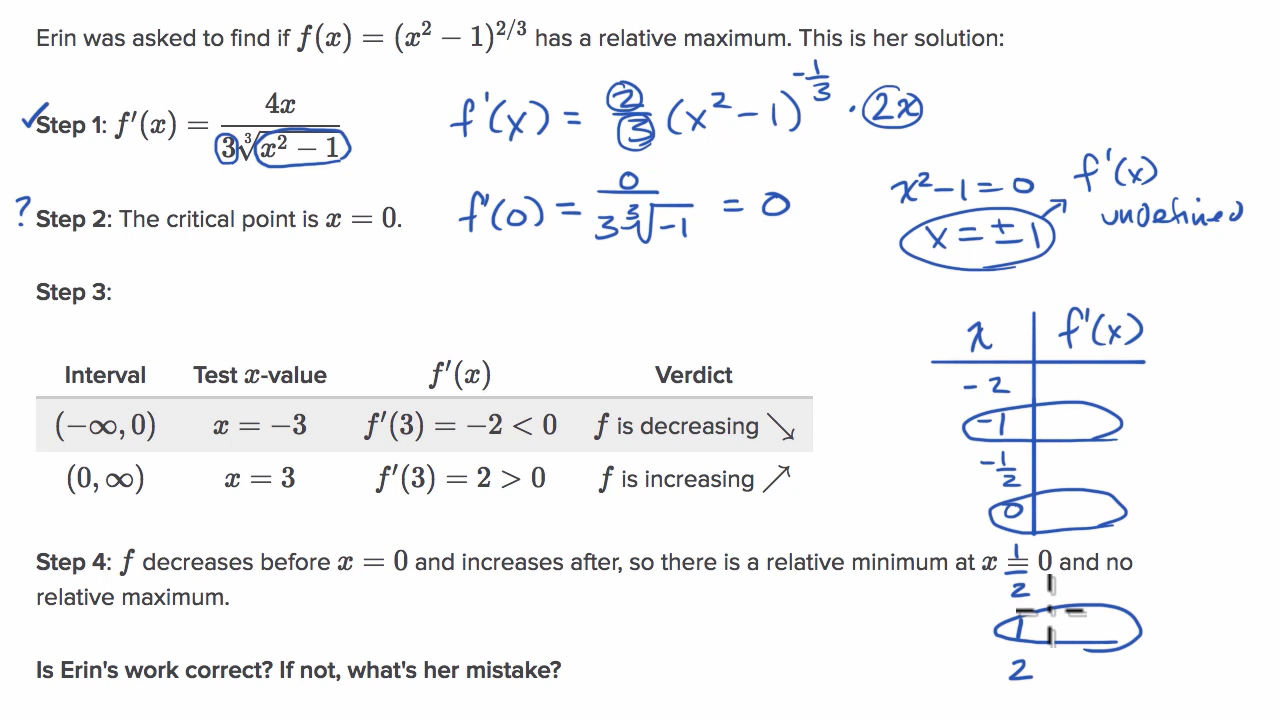 Erin was asked to find if f(x) = (x² − 1)^{2/3} has a relative maximum. This is her solution:
✓Step 1: f′(x) = 4x / 3∛(x² − 1)
f'(x) = 2/3 (x² − 1)^{-1/3} · 2x
? Step 2: The critical point is x = 0.
f'(0) = 0 / 3∛-1 = 0
x² − 1 = 0
x = ± 1
f'(x)
undefined
Step 3:
Interval Test x-value f′(x) Verdict
(−∞, 0) x = −3 f′(3) = −2 < 0 f is decreasing ↘
(0, ∞) x = 3 f′(3) = 2 > 0 f is increasing ↗
x f'(x)
-2
-1
-1/2
0
1/2
1
2
Step 4: f decreases before x = 0 and increases after, so there is a relative minimum at x = 0 and no
relative maximum.
Is Erin's work correct? If not, what's her mistake?